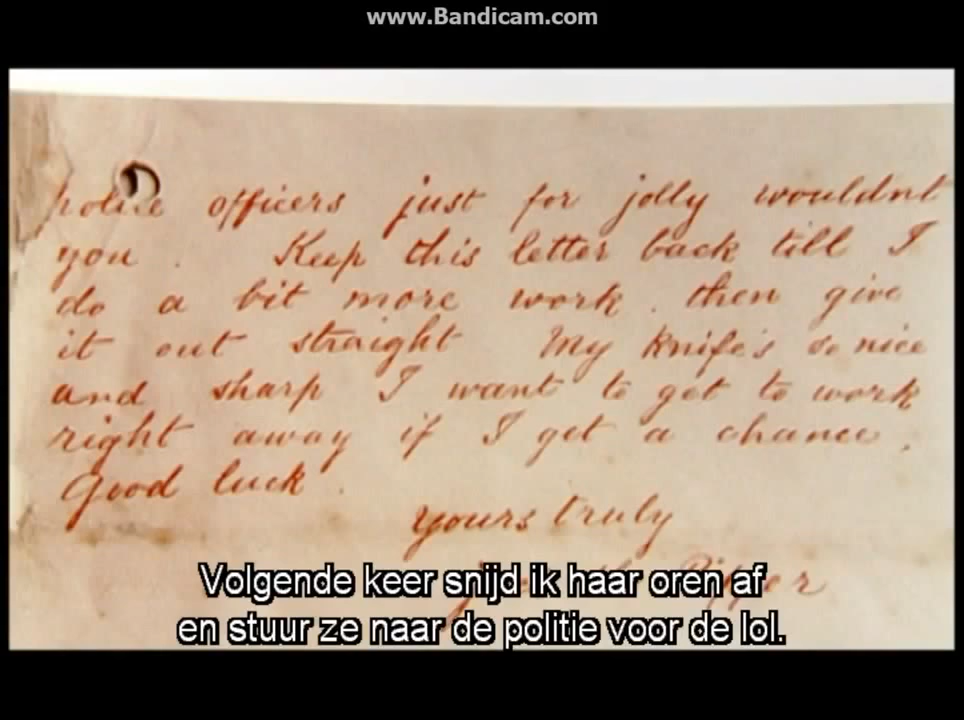 www.Bandicam.com
police officers just for jolly wouldnt
you. Keep this letter back till I
do a bit more work. then give
it out straight My knife's so nice
and sharp I want to get to work
right away if I get a chance.
Good luck.
yours truly
Ripper
Volgende keer snijd ik haar oren af
en stuur ze naar de politie voor de lol.